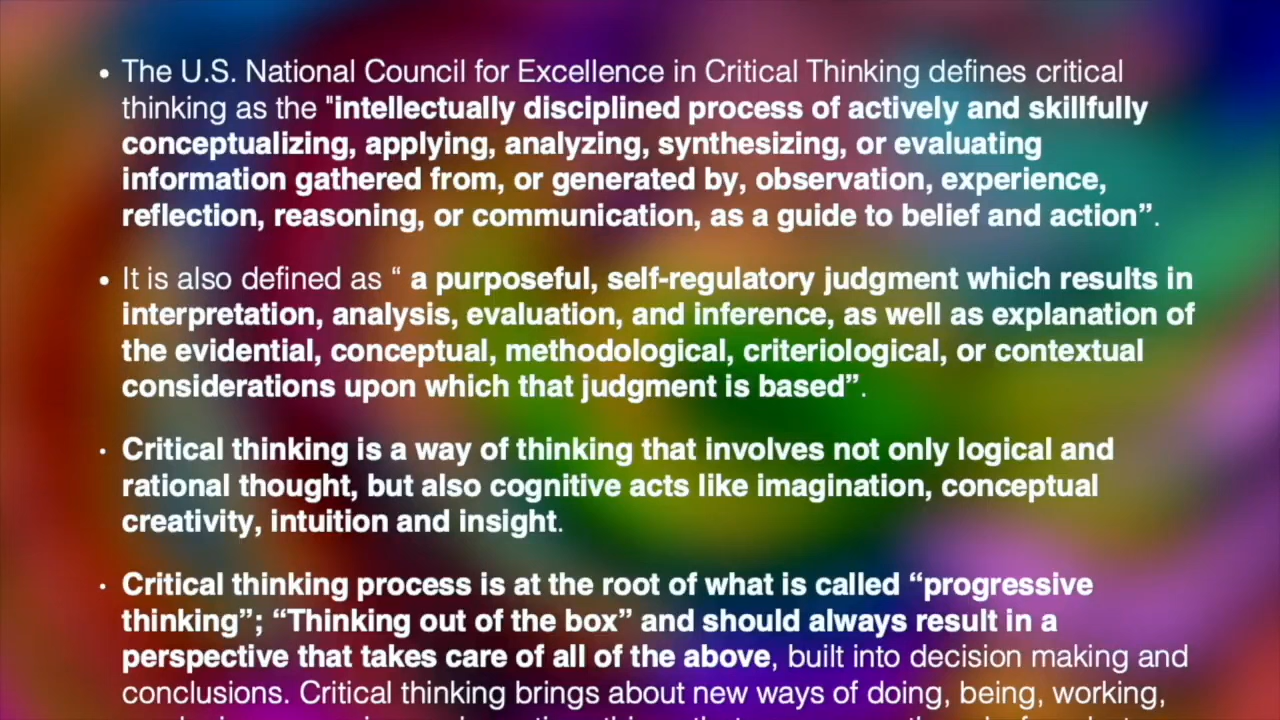 • The U.S. National Council for Excellence in Critical Thinking defines critical
thinking as the "intellectually disciplined process of actively and skillfully
conceptualizing, applying, analyzing, synthesizing, or evaluating
information gathered from, or generated by, observation, experience,
reflection, reasoning, or communication, as a guide to belief and action”.
• It is also defined as “ a purposeful, self-regulatory judgment which results in
interpretation, analysis, evaluation, and inference, as well as explanation of
the evidential, conceptual, methodological, criteriological, or contextual
considerations upon which that judgment is based”.
• Critical thinking is a way of thinking that involves not only logical and
rational thought, but also cognitive acts like imagination, conceptual
creativity, intuition and insight.
• Critical thinking process is at the root of what is called “progressive
thinking”; “Thinking out of the box” and should always result in a
perspective that takes care of all of the above, built into decision making and
conclusions. Critical thinking brings about new ways of doing, being, working,